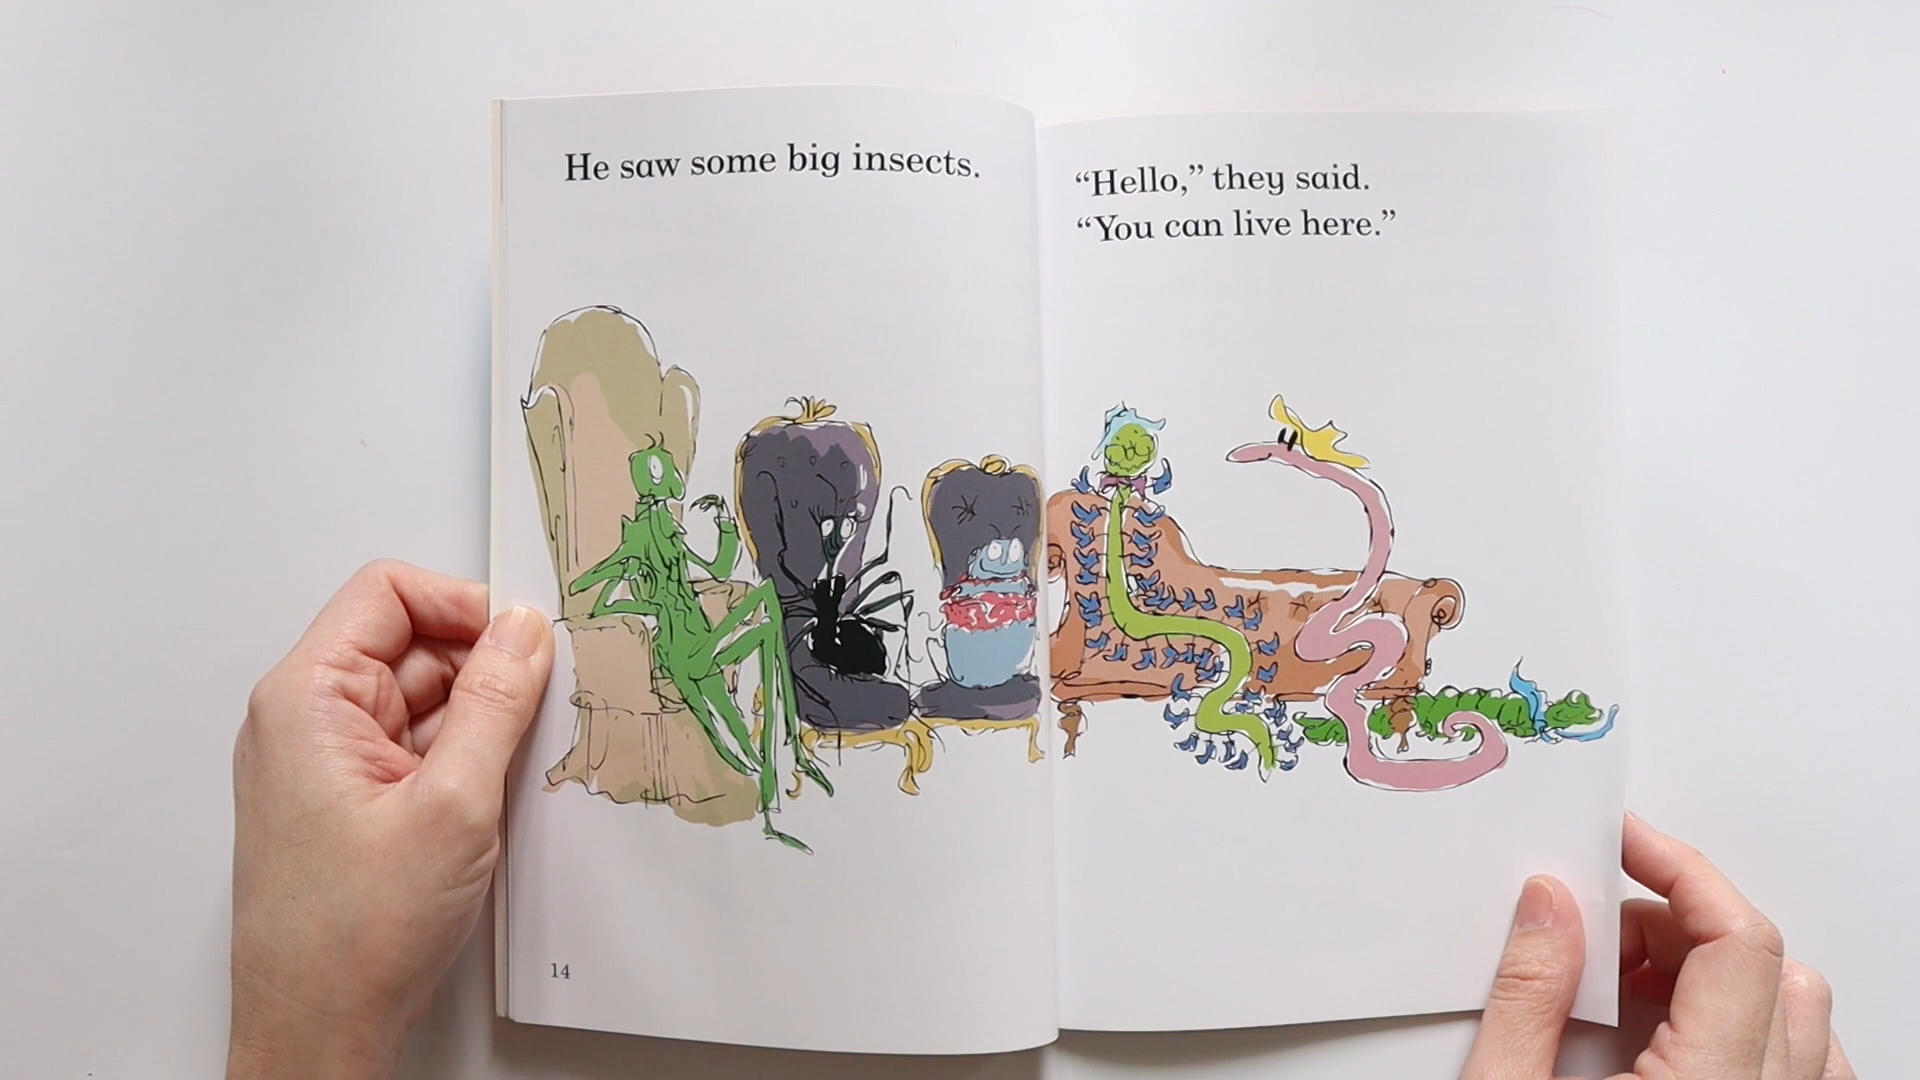 He saw some big insects.
“Hello,” they said.
“You can live here.”
14